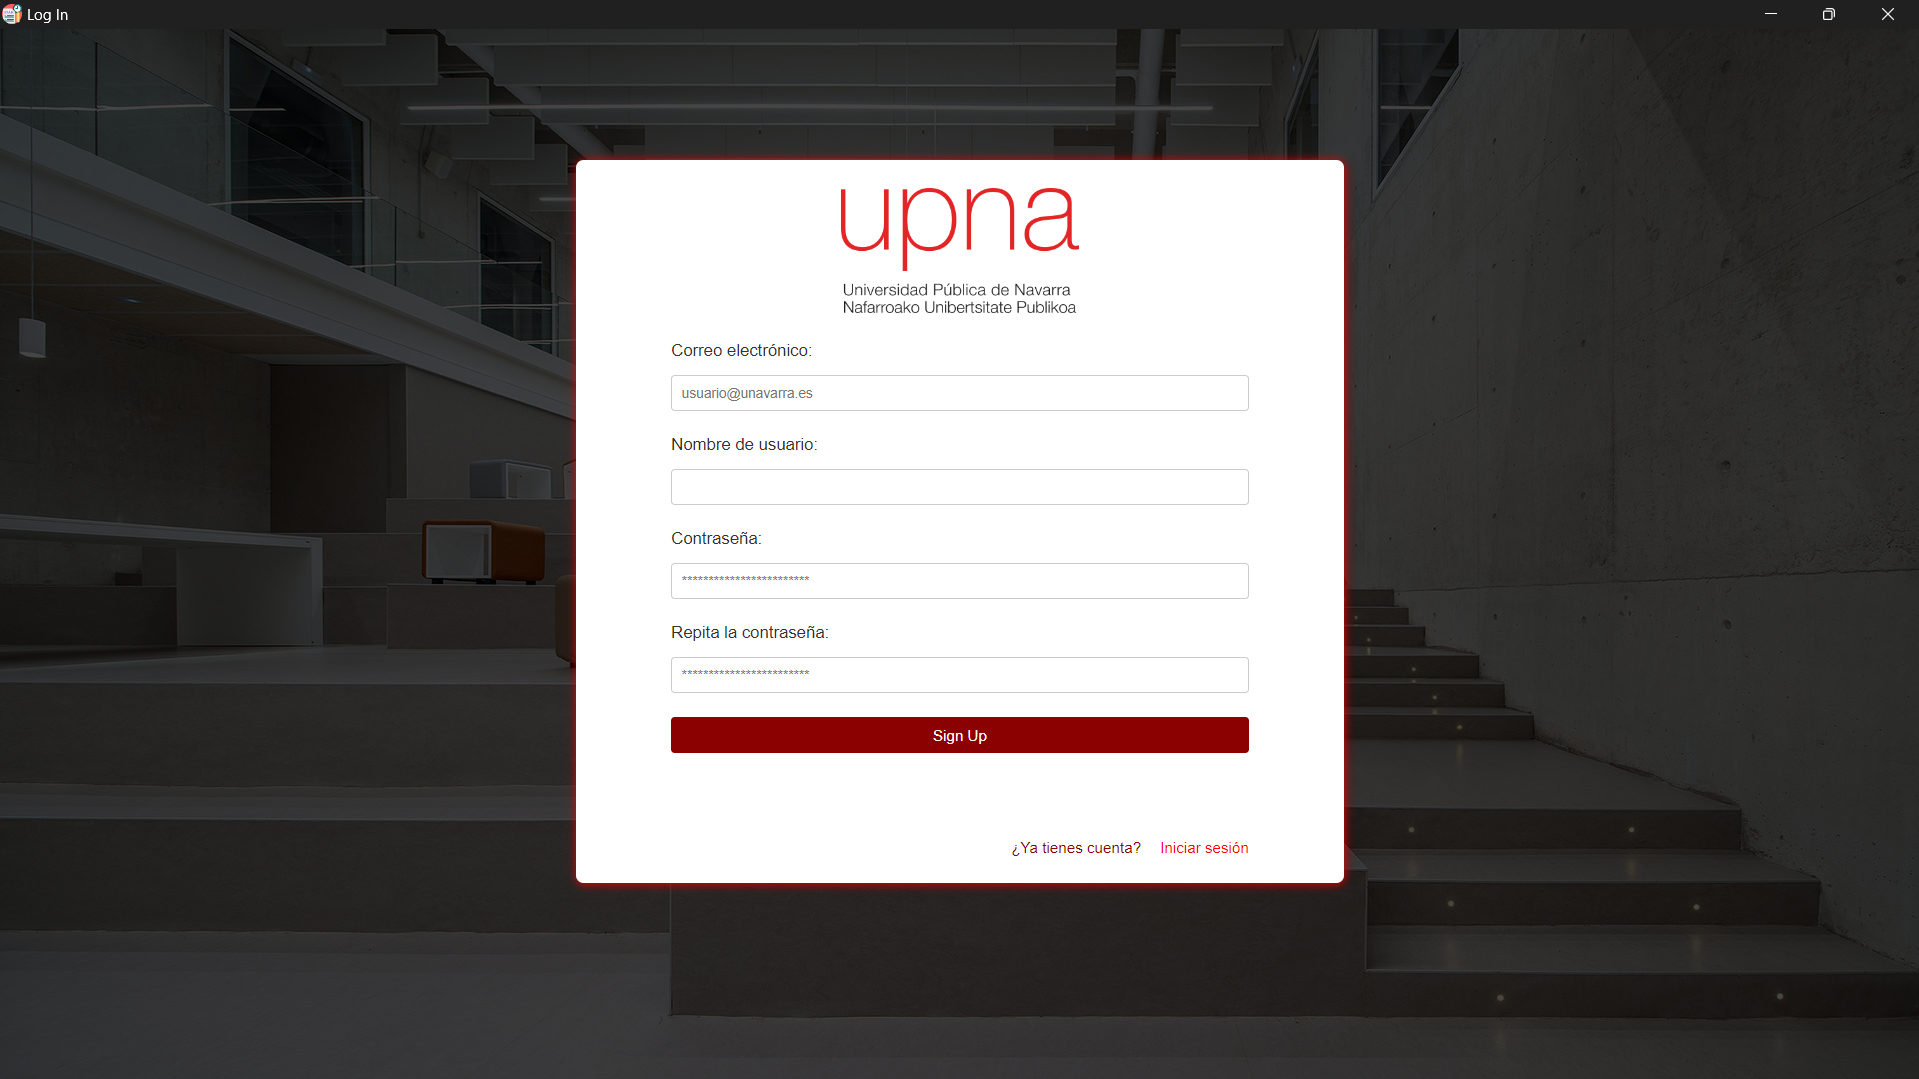 Log In
upna
Universidad Pública de Navarra
Nafarroako Unibertsitate Publikoa
Correo electrónico:
usuario@unavarra.es
Nombre de usuario:
Contraseña:
************************
Repita la contraseña:
************************
Sign Up
¿Ya tienes cuenta? Iniciar sesión